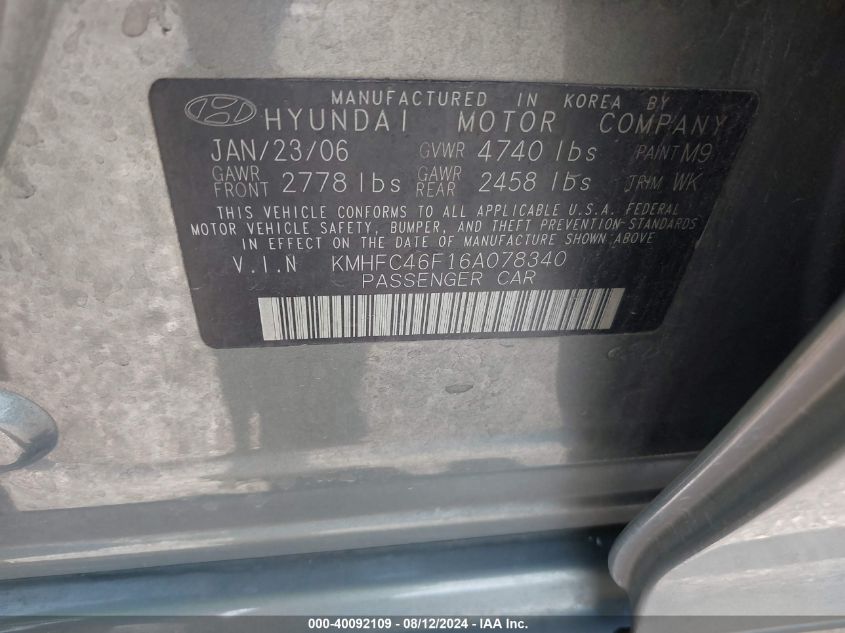 MANUFACTURED IN KOREA BY
HYUNDAI MOTOR COMPANY
JAN/23/06 GVWR 4740 lbs PAINT M9
GAWR FRONT 2778 lbs GAWR REAR 2458 lbs TRIM WK
THIS VEHICLE CONFORMS TO ALL APPLICABLE U.S.A. FEDERAL
MOTOR VEHICLE SAFETY, BUMPER, AND THEFT PREVENTION STANDARDS
IN EFFECT ON THE DATE OF MANUFACTURE SHOWN ABOVE
V.I.N KMHFC46F16A078340
PASSENGER CAR
000-40092109 - 08/12/2024 - IAA Inc.